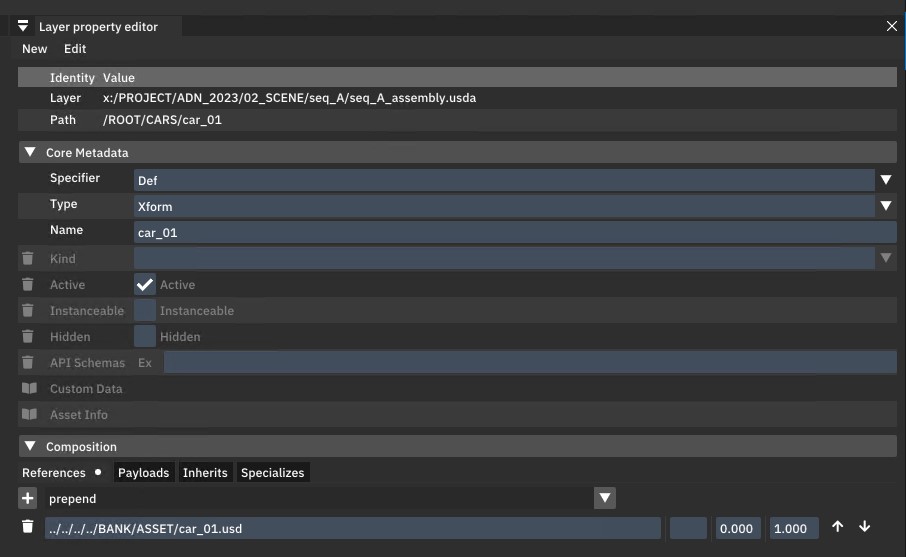 Layer property editor
New Edit
Identity Value
Layer x:/PROJECT/ADN_2023/02_SCENE/seq_A/seq_A_assembly.usda
Path /ROOT/CARS/car_01
Core Metadata
Specifier Def
Type Xform
Name car_01
Kind
Active Active
Instanceable Instanceable
Hidden Hidden
API Schemas Ex
Custom Data
Asset Info
Composition
References Payloads Inherits Specializes
prepend
../../../../BANK/ASSET/car_01.usd 0.000 1.000